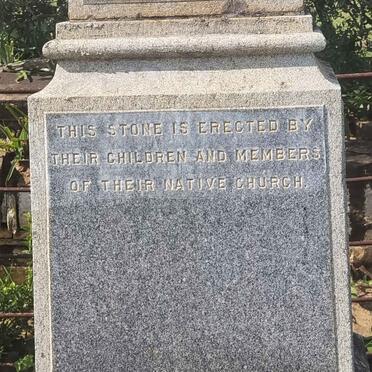 THIS STONE IS ERECTED BY
THEIR CHILDREN AND MEMBERS
OF THEIR NATIVE CHURCH.